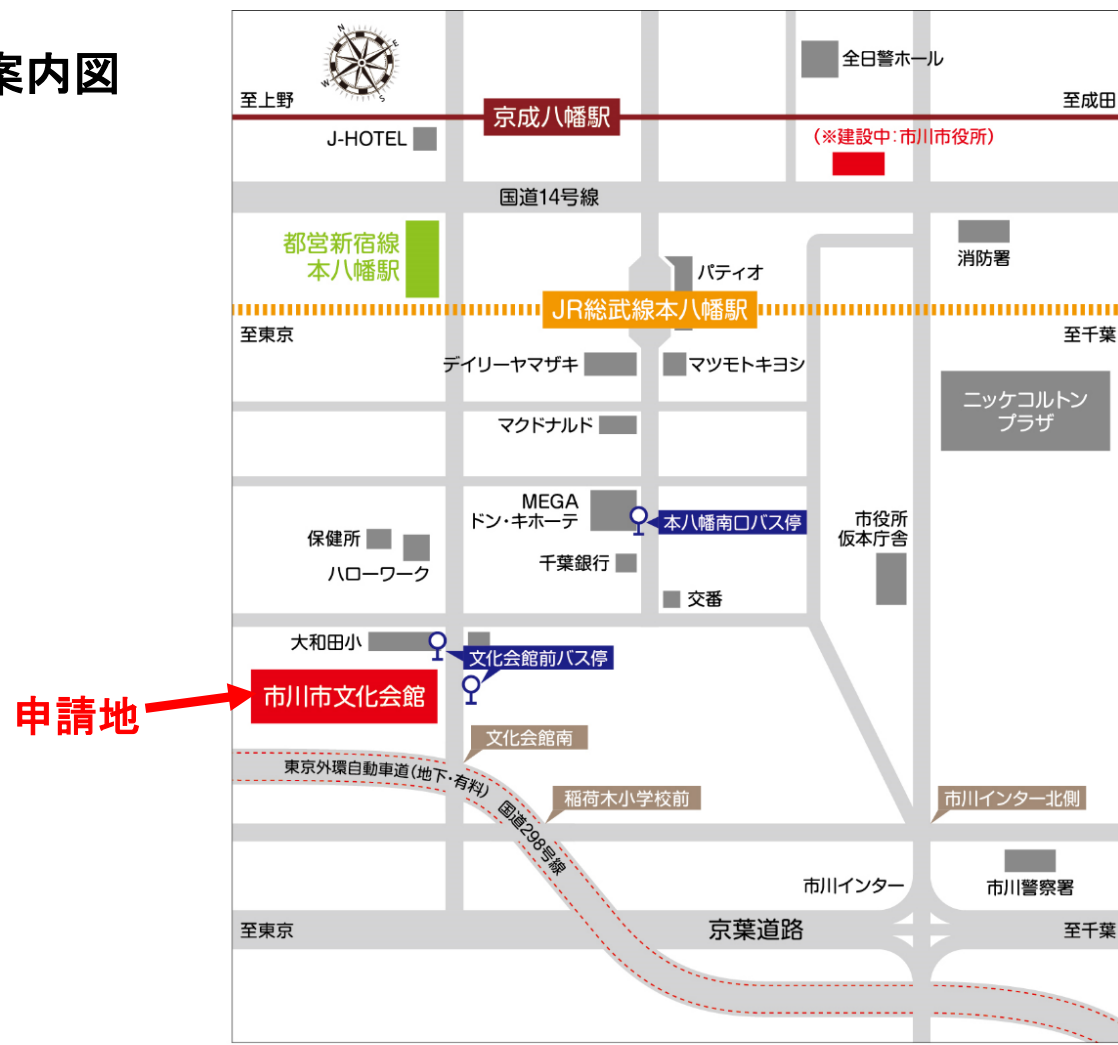 案内図
N
E
W
S
全日警ホール
至上野
至成田
京成八幡駅
J-HOTEL
(※建設中:市川市役所)
国道14号線
都営新宿線
本八幡駅
消防署
パティオ
JR総武線本八幡駅
至東京
至千葉
デイリーヤマザキ
マツモトキヨシ
ニッケコルトン
プラザ
マクドナルド
MEGA
ドン・キホーテ
本八幡南口バス停
市役所
仮本庁舎
保健所
ハローワーク
千葉銀行
交番
大和田小
文化会館前バス停
市川市文化会館
申請地
文化会館南
東京外環自動車道(地下・有料)
国道298号線
稲荷木小学校前
市川インター北側
市川インター
市川警察署
至東京
京葉道路
至千葉